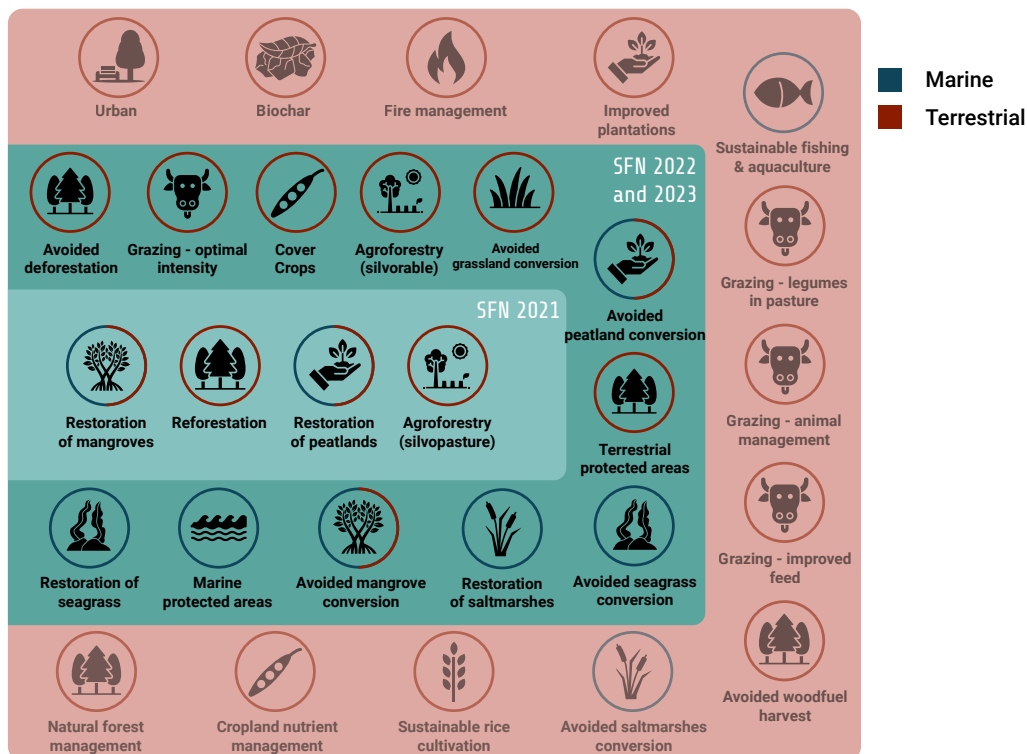 Urban
Biochar
Fire management
Improved
plantations
Marine
Terrestrial
Sustainable fishing
& aquaculture
SFN 2022
and 2023
Avoided
deforestation
Grazing - optimal
intensity
Cover
Crops
Agroforestry
(silvorable)
Avoided
grassland conversion
Avoided
peatland conversion
Grazing - legumes
in pasture
SFN 2021
Restoration
of mangroves
Reforestation
Restoration
of peatlands
Agroforestry
(silvopasture)
Terrestrial
protected areas
Grazing - animal
management
Restoration of
seagrass
Marine
protected areas
Avoided mangrove
conversion
Restoration
of saltmarshes
Avoided seagrass
conversion
Grazing - improved
feed
Natural forest
management
Cropland nutrient
management
Sustainable rice
cultivation
Avoided saltmarshes
conversion
Avoided woodfuel
harvest